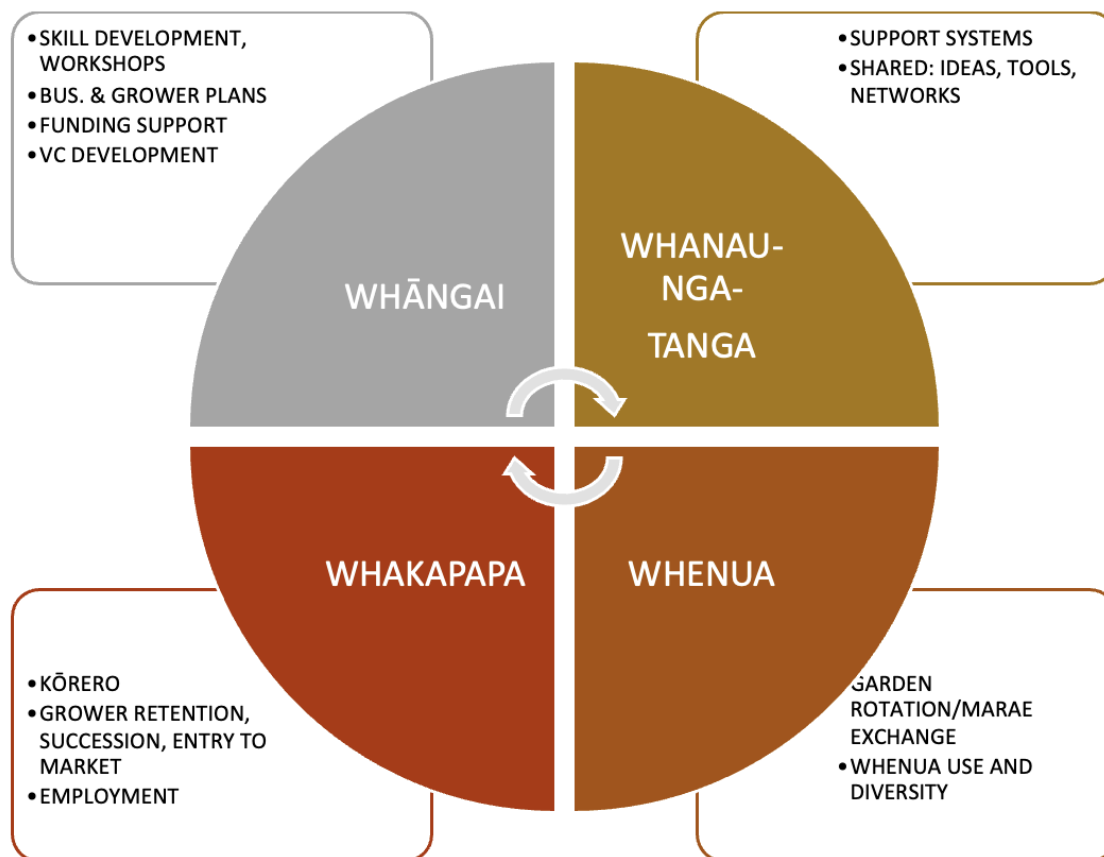 •SKILL DEVELOPMENT,
WORKSHOPS
•BUS. & GROWER PLANS
•FUNDING SUPPORT
•VC DEVELOPMENT
•SUPPORT SYSTEMS
•SHARED: IDEAS, TOOLS,
NETWORKS
WHĀNGAI
WHANAU-
NGA-
TANGA
WHAKAPAPA
WHENUA
•KŌRERO
•GROWER RETENTION,
SUCCESSION, ENTRY TO
MARKET
•EMPLOYMENT
GARDEN
ROTATION/MARAE
EXCHANGE
•WHENUA USE AND
DIVERSITY